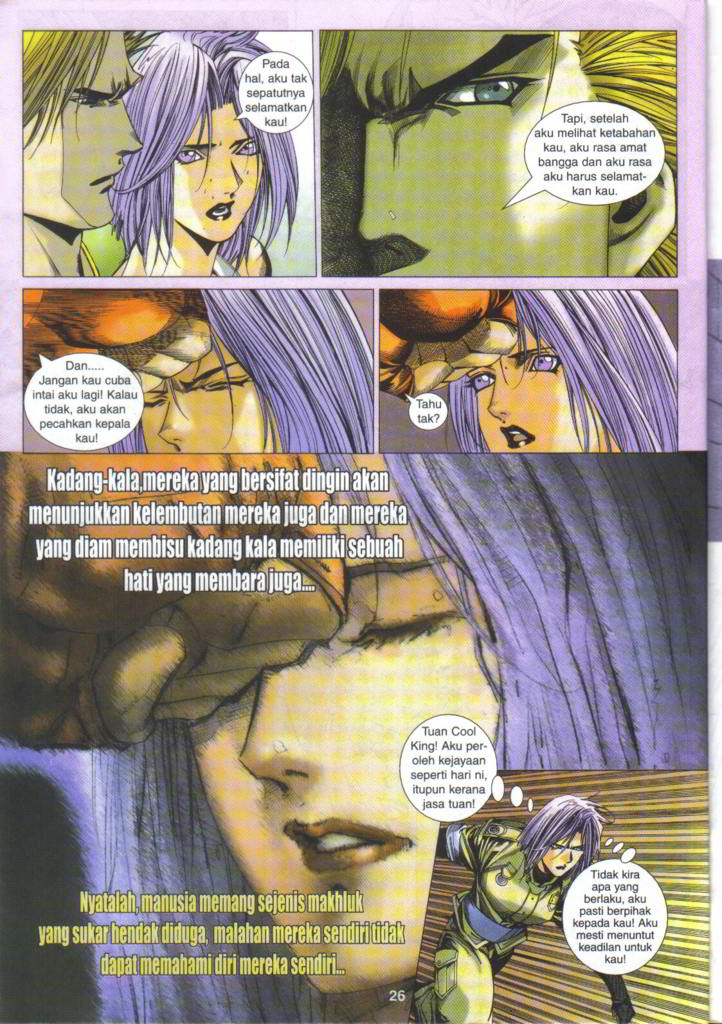 Pada
hal, aku tak
sepatutnya
selamatkan
kau!
Tapi, setelah
aku melihat ketabahan
kau, aku rasa amat
bangga dan aku rasa
aku harus selamat-
kan kau.
Dan.....
Jangan kau cuba
intai aku lagi! Kalau
tidak, aku akan
pecahkan kepala
kau!
Tahu
tak?
Kadang-kala,mereka yang bersifat dingin akan
menunjukkan kelembutan mereka juga dan mereka
yang diam membisu kadang kala memiliki sebuah
hati yang membara juga....
Tuan Cool
King! Aku per-
oleh kejayaan
seperti hari ni,
itupun kerana
jasa tuan!
Tidak kira
apa yang
berlaku, aku
pasti berpihak
kepada kau! Aku
mesti menuntut
keadilan untuk
kau!
Nyatalah, manusia memang sejenis makhluk
yang sukar hendak diduga, malahan mereka sendiri tidak
dapat memahami diri mereka sendiri...
26